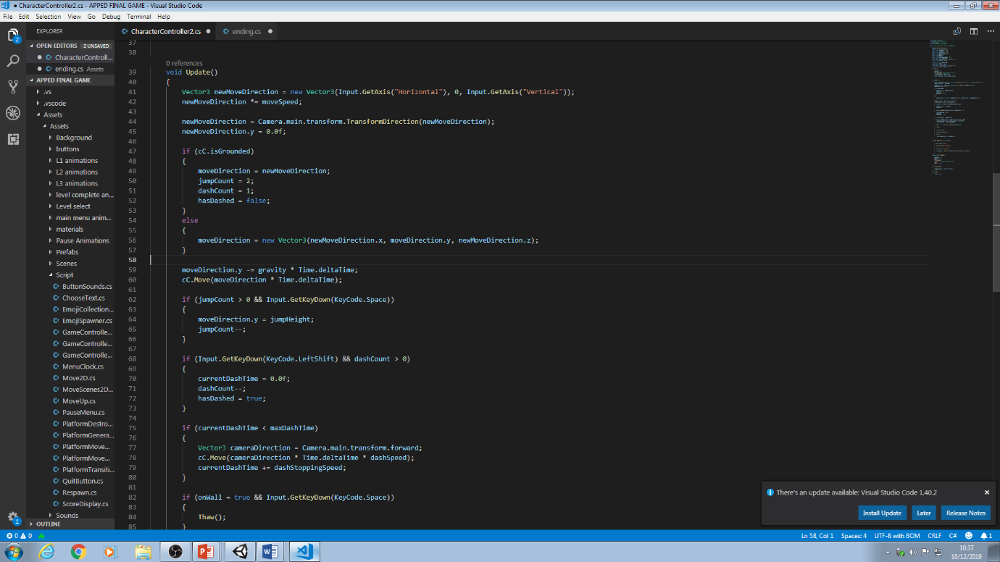 ● CharacterController2.cs - APPED FINAL GAME - Visual Studio Code
File Edit Selection View Go Debug Terminal Help
EXPLORER
OPEN EDITORS 2 UNSAVED
● CharacterControll...
● ending.cs Assets
APPED FINAL GAME
.vs
.vscode
Assets
Assets
Background
buttons
L1 animations
L2 animations
L3 animations
level complete an...
Level select
main menu anim...
materials
Pause Animations
Prefabs
Scenes
Script
ButtonSounds.cs
ChooseText.cs
EmojiCollection...
EmojiSpawner.cs
GameControlle...
GameControlle...
GameControlle...
MenuClock.cs
Move2D.cs
MoveScenes2D...
MoveUp.cs
PauseMenu.cs
PlatformDestro...
PlatformGenera...
PlatformMove...
PlatformMove...
PlatformTransiti...
QuitButton.cs
Respawn.cs
ScoreDisplay.cs
Sounds
OUTLINE
CharacterController2.cs ●
ending.cs ●
37
38
0 references
39 void Update()
40 {
41 Vector3 newMoveDirection = new Vector3(Input.GetAxis("Horizontal"), 0, Input.GetAxis("Vertical"));
42 newMoveDirection *= moveSpeed;
43
44 newMoveDirection = Camera.main.transform.TransformDirection(newMoveDirection);
45 newMoveDirection.y = 0.0f;
46
47 if (cC.isGrounded)
48 {
49 moveDirection = newMoveDirection;
50 jumpCount = 2;
51 dashCount = 1;
52 hasDashed = false;
53 }
54 else
55 {
56 moveDirection = new Vector3(newMoveDirection.x, moveDirection.y, newMoveDirection.z);
57 }
58
59 moveDirection.y -= gravity * Time.deltaTime;
60 cC.Move(moveDirection * Time.deltaTime);
61
62 if (jumpCount > 0 && Input.GetKeyDown(KeyCode.Space))
63 {
64 moveDirection.y = jumpHeight;
65 jumpCount--;
66 }
67
68 if (Input.GetKeyDown(KeyCode.LeftShift) && dashCount > 0)
69 {
70 currentDashTime = 0.0f;
71 dashCount--;
72 hasDashed = true;
73 }
74
75 if (currentDashTime < maxDashTime)
76 {
77 Vector3 cameraDirection = Camera.main.transform.forward;
78 cC.Move(cameraDirection * Time.deltaTime * dashSpeed);
79 currentDashTime += dashStoppingSpeed;
80 }
81
82 if (onWall = true && Input.GetKeyDown(KeyCode.Space))
83 {
84 Thaw();
85 }
There's an update available: Visual Studio Code 1.40.2
Install Update
Later
Release Notes
2
1
0 0
Ln 58, Col 1 Spaces: 4 UTF-8 with BOM CRLF C# 1
10:37
10/12/2019